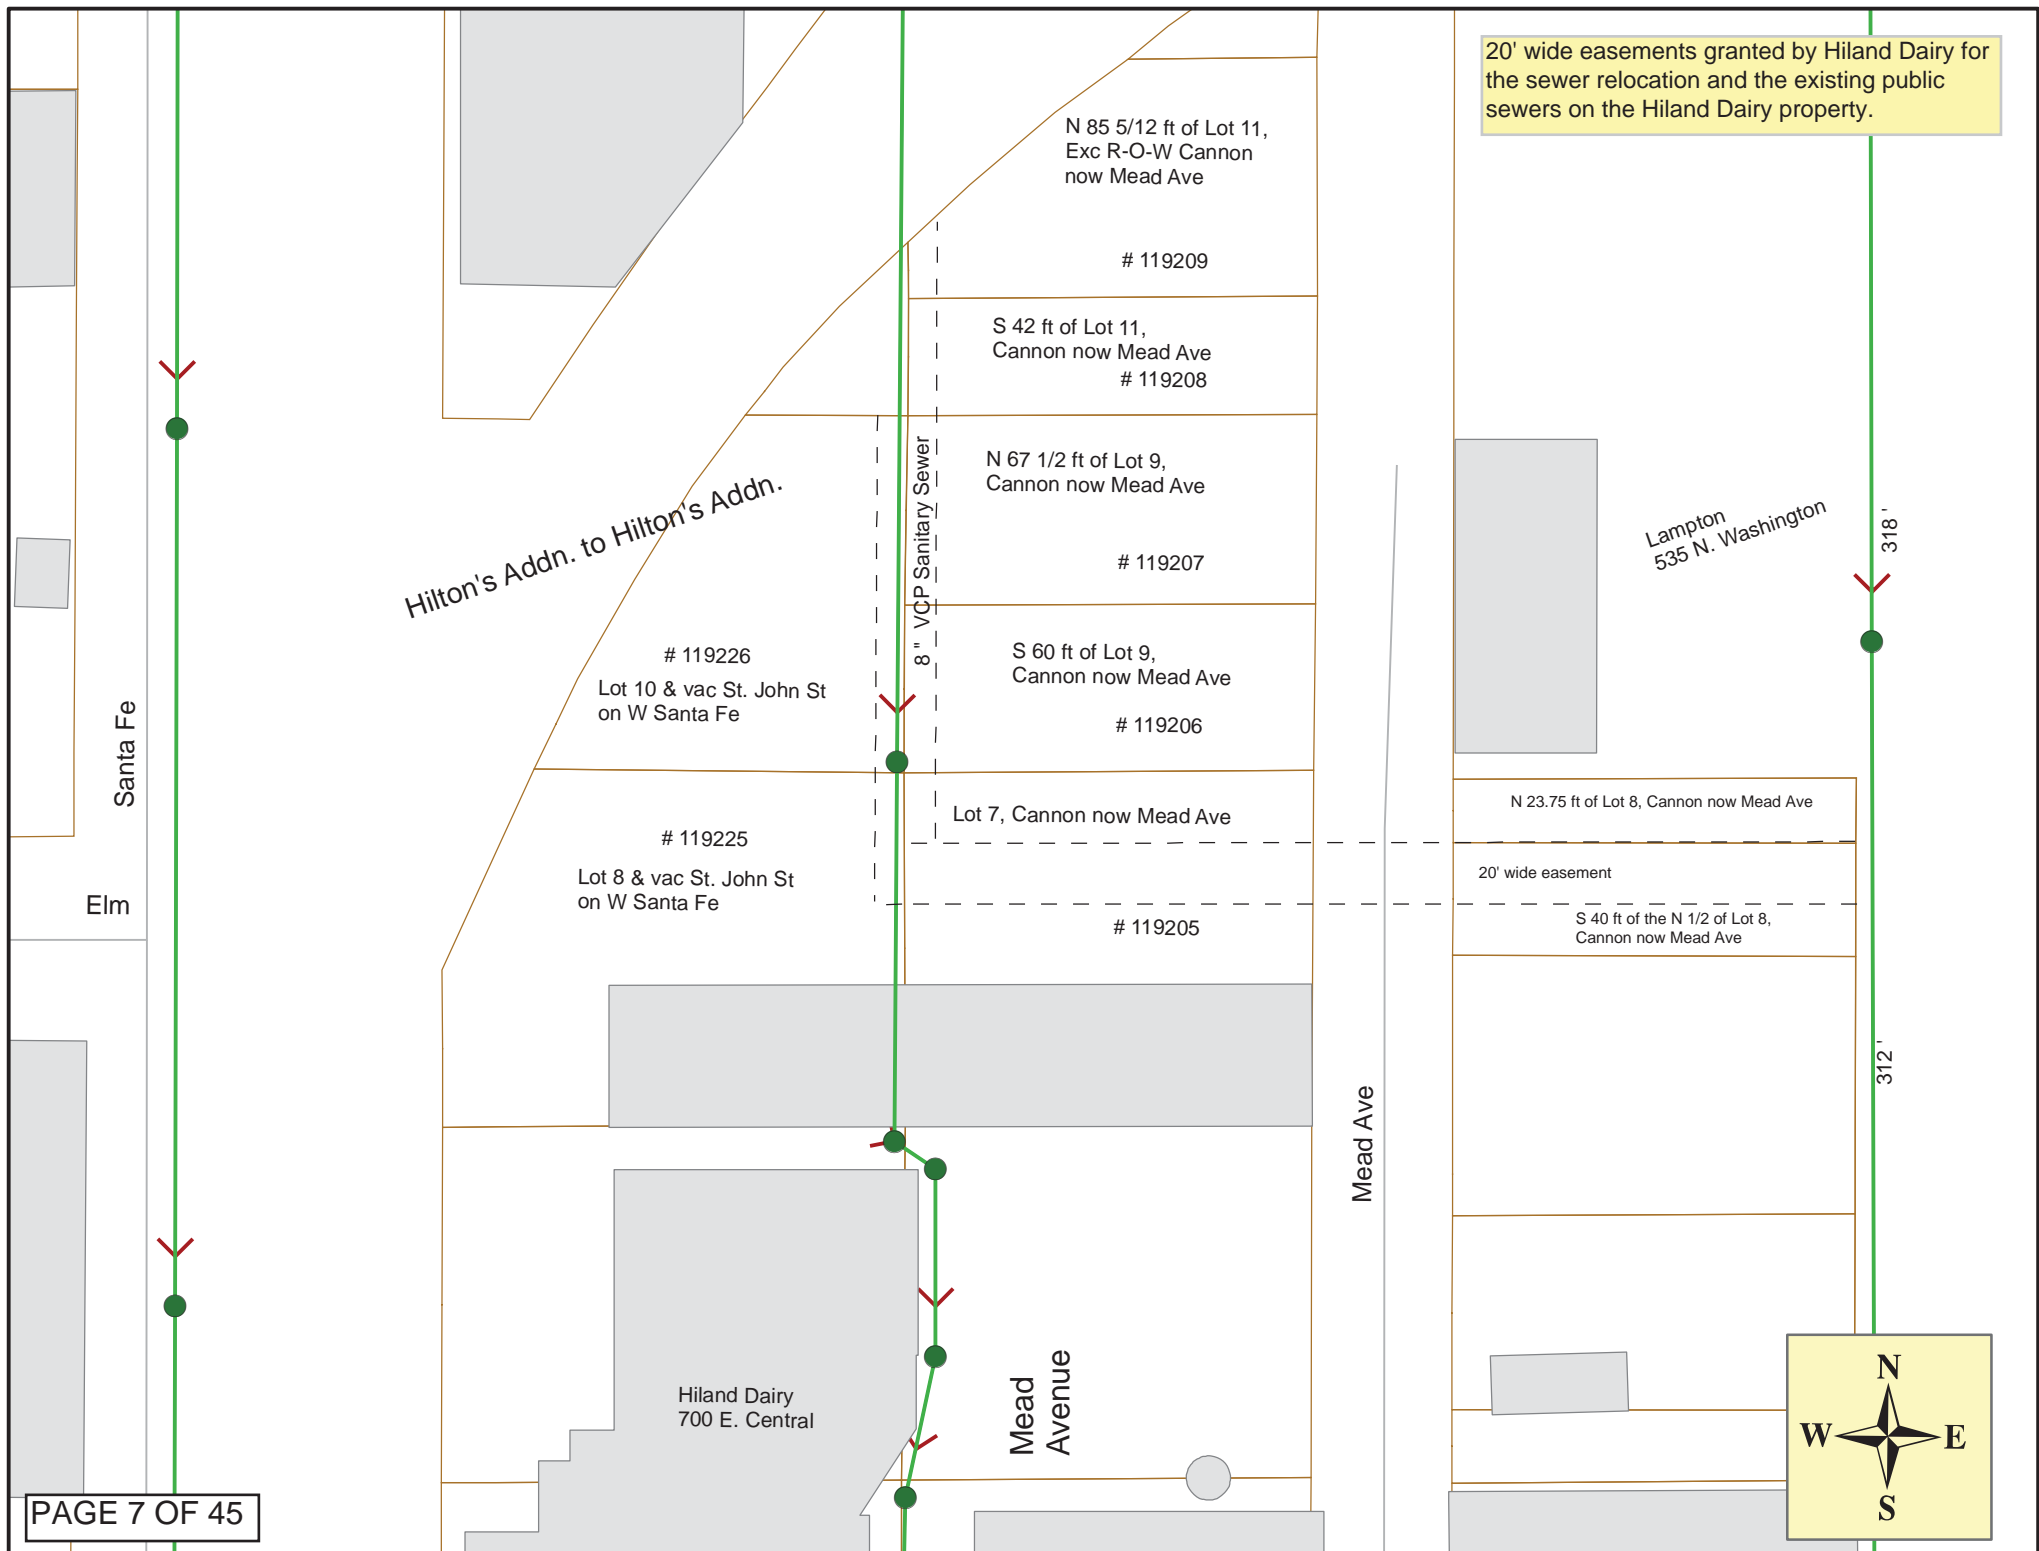 20' wide easements granted by Hiland Dairy for
the sewer relocation and the existing public
sewers on the Hiland Dairy property.
N 85 5/12 ft of Lot 11,
Exc R-O-W Cannon
now Mead Ave
# 119209
S 42 ft of Lot 11,
Cannon now Mead Ave
# 119208
N 67 1/2 ft of Lot 9,
Cannon now Mead Ave
# 119207
8 " VCP Sanitary Sewer
Hilton's Addn. to Hilton's Addn.
Lampton
535 N. Washington
318 '
S 60 ft of Lot 9,
Cannon now Mead Ave
# 119206
# 119226
Lot 10 & vac St. John St
on W Santa Fe
Santa Fe
Lot 7, Cannon now Mead Ave
N 23.75 ft of Lot 8, Cannon now Mead Ave
# 119225
Lot 8 & vac St. John St
on W Santa Fe
20' wide easement
Elm
# 119205
S 40 ft of the N 1/2 of Lot 8,
Cannon now Mead Ave
312 '
Mead Ave
Hiland Dairy
700 E. Central
Mead
Avenue
N
W E
S
PAGE 7 OF 45